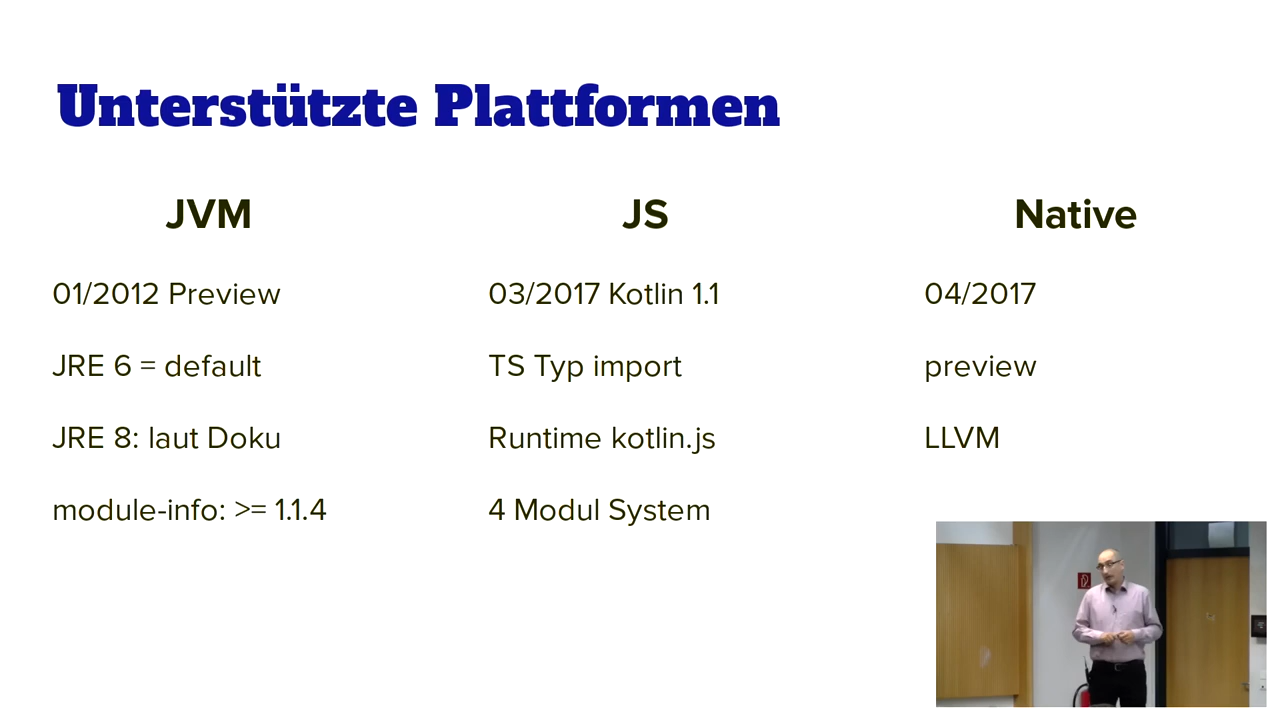 Unterstützte Plattformen
JVM
01/2012 Preview
JRE 6 = default
JRE 8: laut Doku
module-info: >= 1.1.4
JS
03/2017 Kotlin 1.1
TS Typ import
Runtime kotlin.js
4 Modul System
Native
04/2017
preview
LLVM